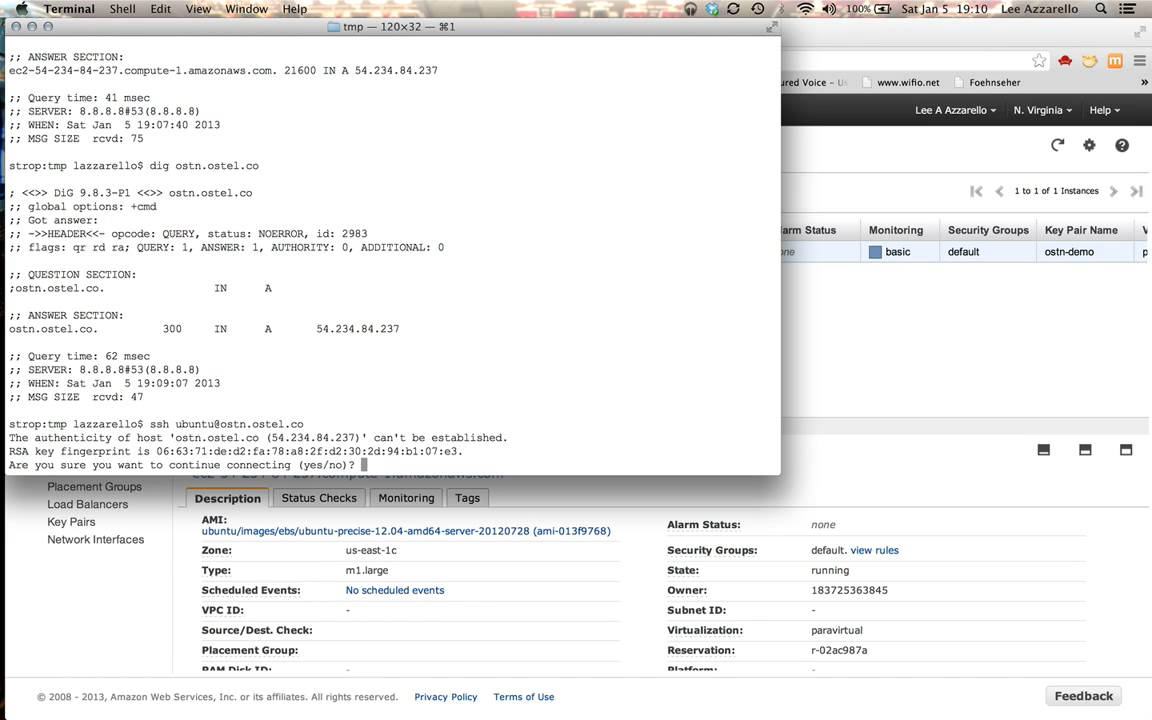 Terminal Shell Edit View Window Help 100% Sat Jan 5 19:10 Lee Azzarello
tmp — 120×32 — ⌘1
;; ANSWER SECTION:
ec2-54-234-84-237.compute-1.amazonaws.com. 21600 IN A 54.234.84.237
;; Query time: 41 msec
;; SERVER: 8.8.8.8#53(8.8.8.8)
;; WHEN: Sat Jan  5 19:07:40 2013
;; MSG SIZE  rcvd: 75
strop:tmp lazzarello$ dig ostn.ostel.co
; <<>> DiG 9.8.3-P1 <<>> ostn.ostel.co
;; global options: +cmd
;; Got answer:
;; ->>HEADER<<- opcode: QUERY, status: NOERROR, id: 2983
;; flags: qr rd ra; QUERY: 1, ANSWER: 1, AUTHORITY: 0, ADDITIONAL: 0
;; QUESTION SECTION:
;ostn.ostel.co. IN A
;; ANSWER SECTION:
ostn.ostel.co. 300 IN A 54.234.84.237
;; Query time: 62 msec
;; SERVER: 8.8.8.8#53(8.8.8.8)
;; WHEN: Sat Jan  5 19:09:07 2013
;; MSG SIZE  rcvd: 47
strop:tmp lazzarello$ ssh ubuntu@ostn.ostel.co
The authenticity of host 'ostn.ostel.co (54.234.84.237)' can't be established.
RSA key fingerprint is 06:63:71:de:d2:fa:78:a8:2f:d2:30:2d:94:b1:07:e3.
Are you sure you want to continue connecting (yes/no)?
ured Voice - Us www.wifio.net Foehnseher »
Lee A Azzarello N. Virginia Help
1 to 1 of 1 Instances
arm Status Monitoring Security Groups Key Pair Name V
one basic default ostn-demo p
Placement Groups
Load Balancers
Key Pairs
Network Interfaces
Description Status Checks Monitoring Tags
AMI:
ubuntu/images/ebs/ubuntu-precise-12.04-amd64-server-20120728 (ami-013f9768)
Zone: us-east-1c
Type: m1.large
Scheduled Events: No scheduled events
VPC ID: -
Source/Dest. Check:
Placement Group:
RAM Disk ID: -
Alarm Status: none
Security Groups: default. view rules
State: running
Owner: 183725363845
Subnet ID: -
Virtualization: paravirtual
Reservation: r-02ac987a
Platform: -
© 2008 - 2013, Amazon Web Services, Inc. or its affiliates. All rights reserved. Privacy Policy Terms of Use
Feedback